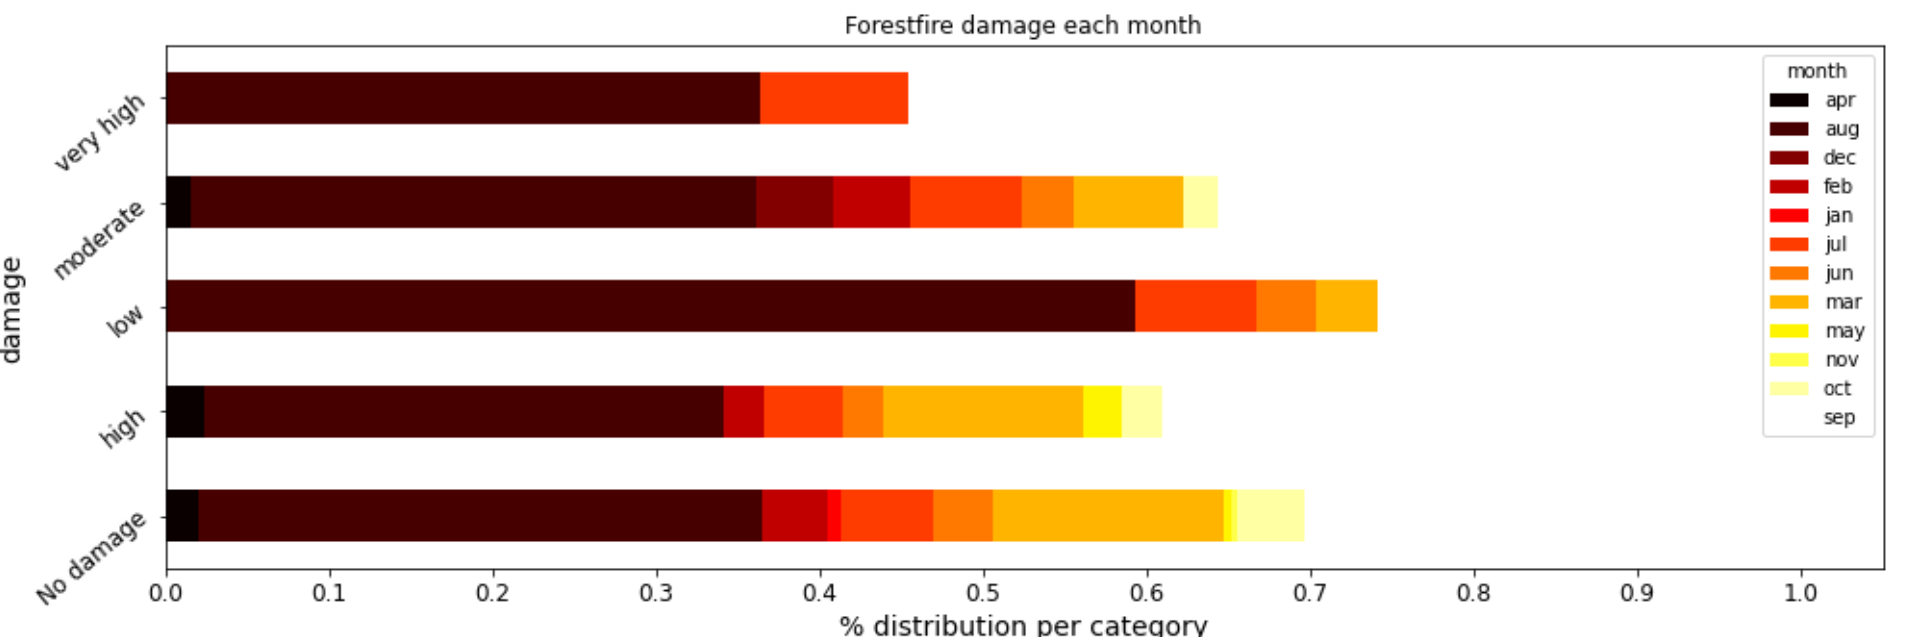 Forestfire damage each month
month
apr
aug
dec
feb
jan
jul
jun
mar
may
nov
oct
sep
damage
very high
moderate
low
high
No damage
0.0 0.1 0.2 0.3 0.4 0.5 0.6 0.7 0.8 0.9 1.0
% distribution per category